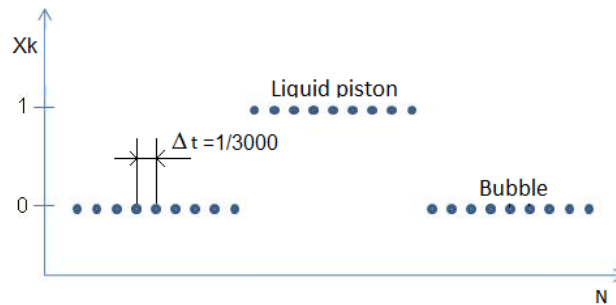 Xk
Liquid piston
1
Δt=1/3000
Bubble
0
N